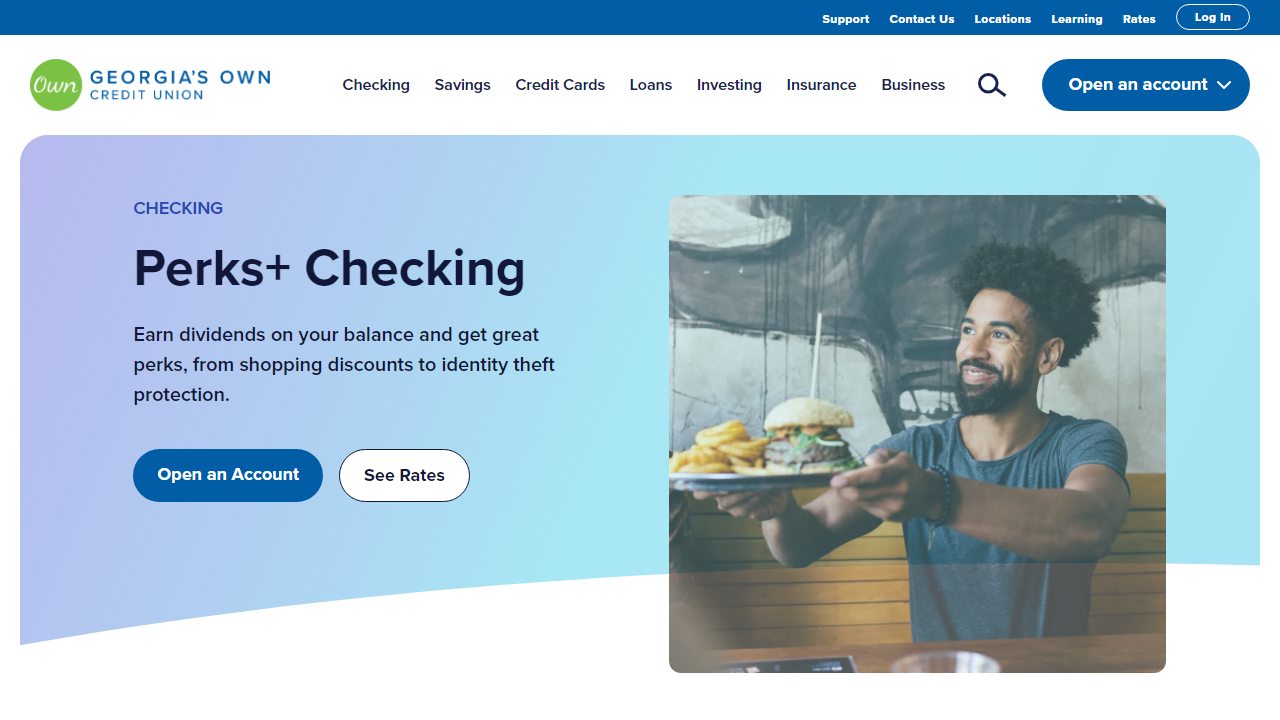 Support Contact Us Locations Learning Rates Log In
Own GEORGIA'S OWN
CREDIT UNION
Checking Savings Credit Cards Loans Investing Insurance Business Open an account
CHECKING
Perks+ Checking
Earn dividends on your balance and get great
perks, from shopping discounts to identity theft
protection.
Open an Account See Rates